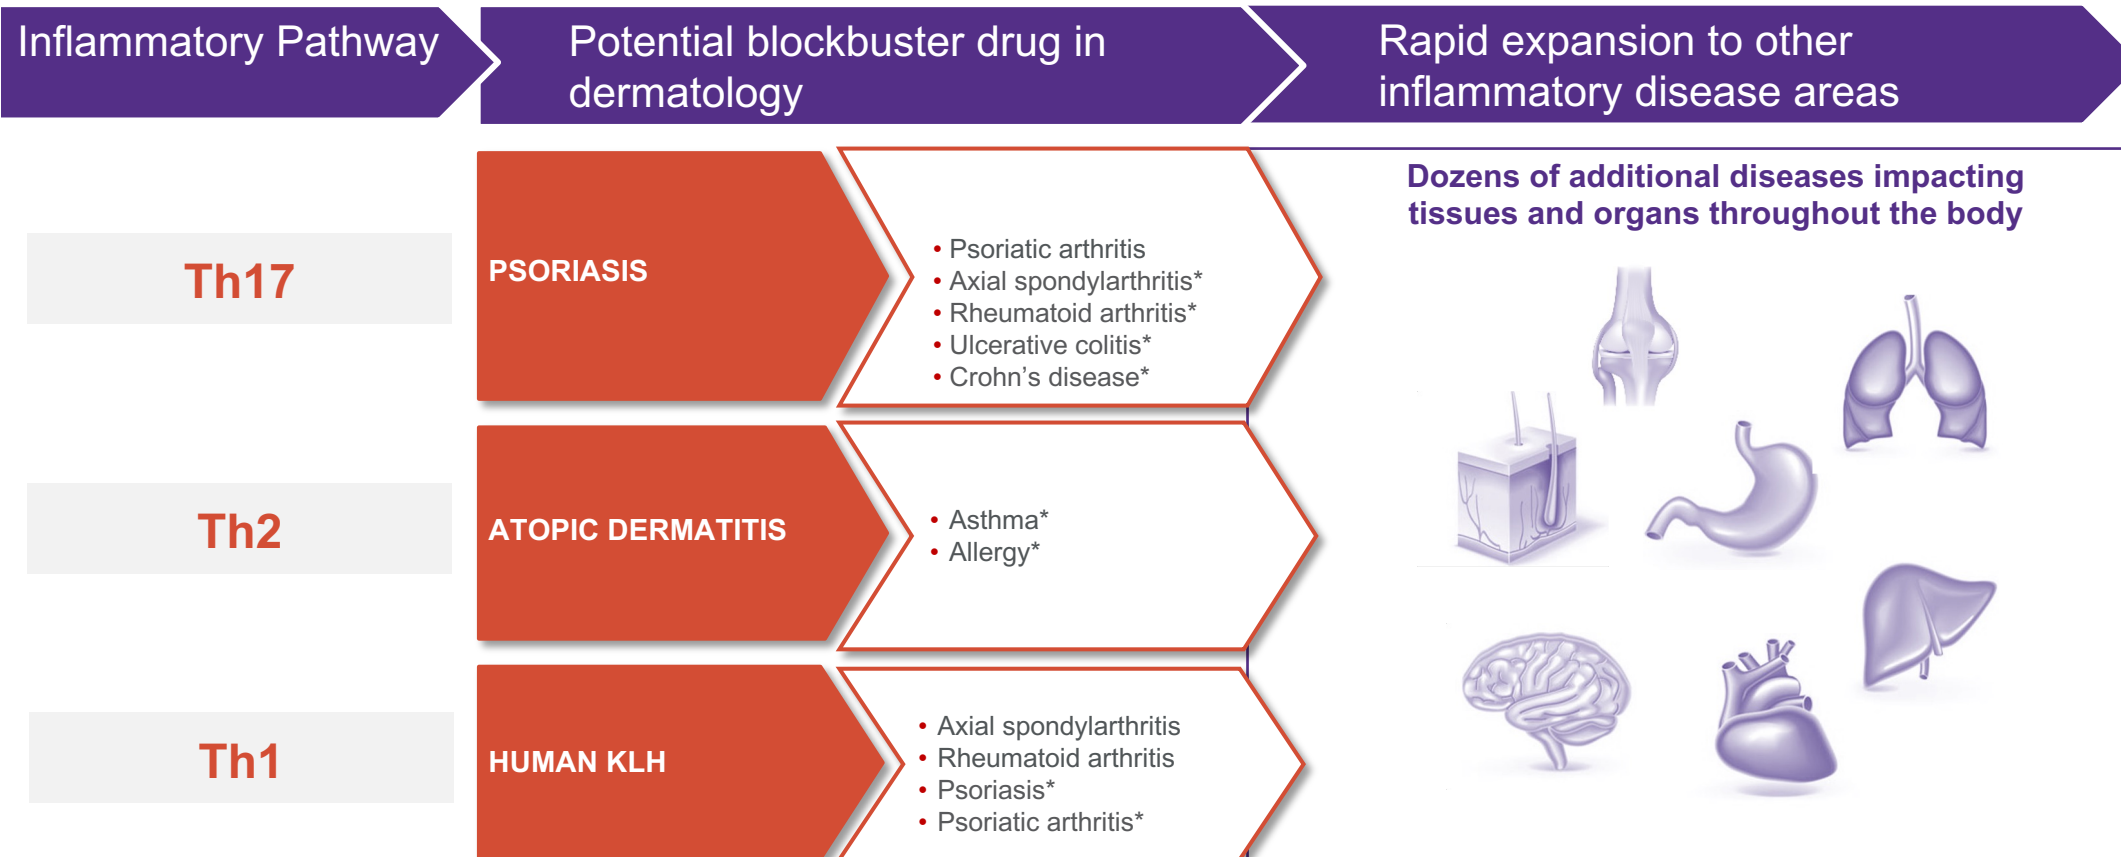 Inflammatory Pathway
Potential blockbuster drug in
dermatology
Rapid expansion to other
inflammatory disease areas
Th17
PSORIASIS
• Psoriatic arthritis
• Axial spondylarthritis*
• Rheumatoid arthritis*
• Ulcerative colitis*
• Crohn’s disease*
Dozens of additional diseases impacting
tissues and organs throughout the body
Th2
ATOPIC DERMATITIS
• Asthma*
• Allergy*
Th1
HUMAN KLH
• Axial spondylarthritis
• Rheumatoid arthritis
• Psoriasis*
• Psoriatic arthritis*